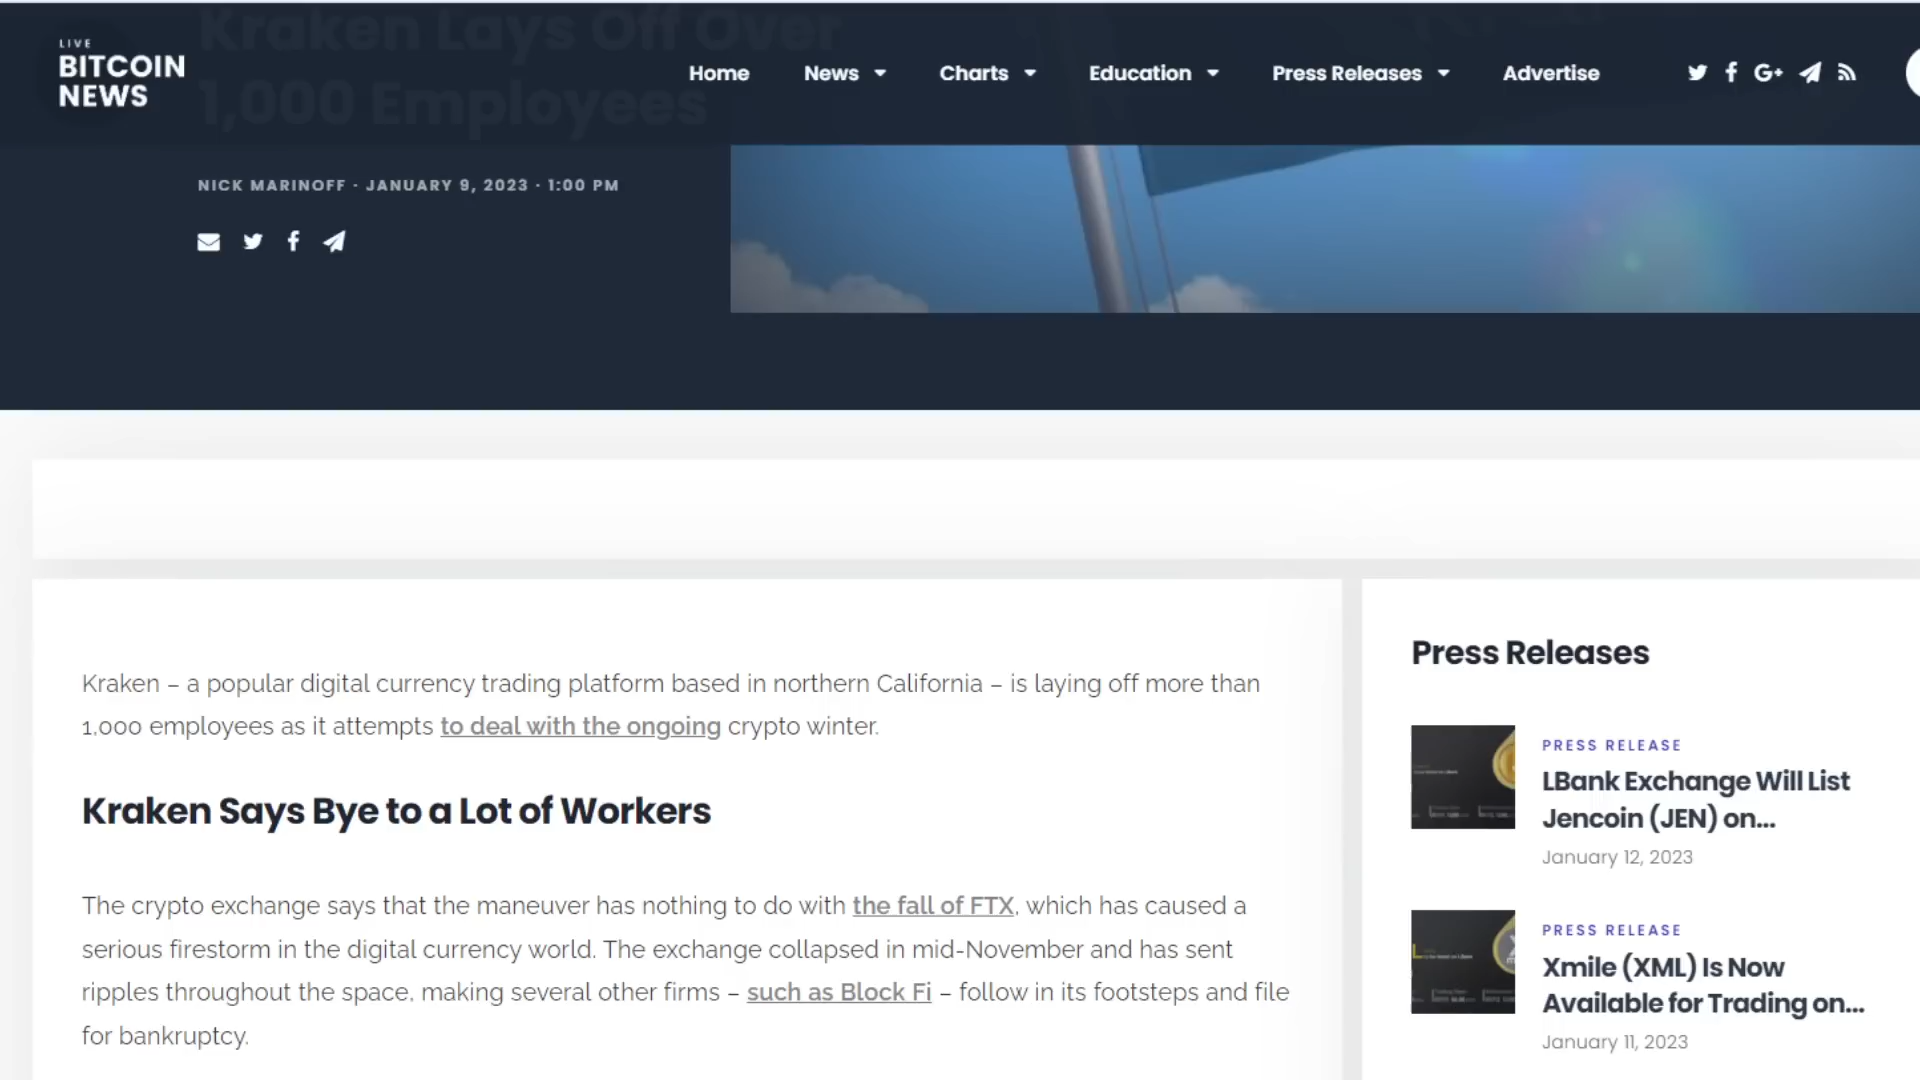 Kraken Lays Off Over
1,000 Employees
LIVE
BITCOIN
NEWS
Home
News
Charts
Education
Press Releases
Advertise
NICK MARINOFF · JANUARY 9, 2023 · 1:00 PM
Kraken – a popular digital currency trading platform based in northern California – is laying off more than
1,000 employees as it attempts to deal with the ongoing crypto winter.
Kraken Says Bye to a Lot of Workers
The crypto exchange says that the maneuver has nothing to do with the fall of FTX, which has caused a
serious firestorm in the digital currency world. The exchange collapsed in mid-November and has sent
ripples throughout the space, making several other firms – such as Block Fi – follow in its footsteps and file
for bankruptcy.
Press Releases
PRESS RELEASE
LBank Exchange Will List
Jencoin (JEN) on...
January 12, 2023
PRESS RELEASE
Xmile (XML) Is Now
Available for Trading on...
January 11, 2023